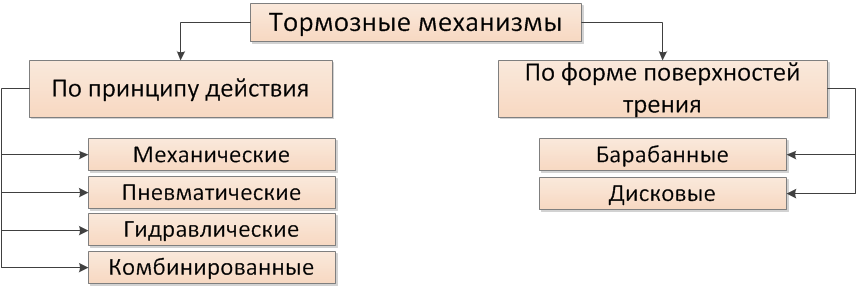 Тормозные механизмы
По принципу действия
Механические
Пневматические
Гидравлические
Комбинированные
По форме поверхностей
трения
Барабанные
Дисковые